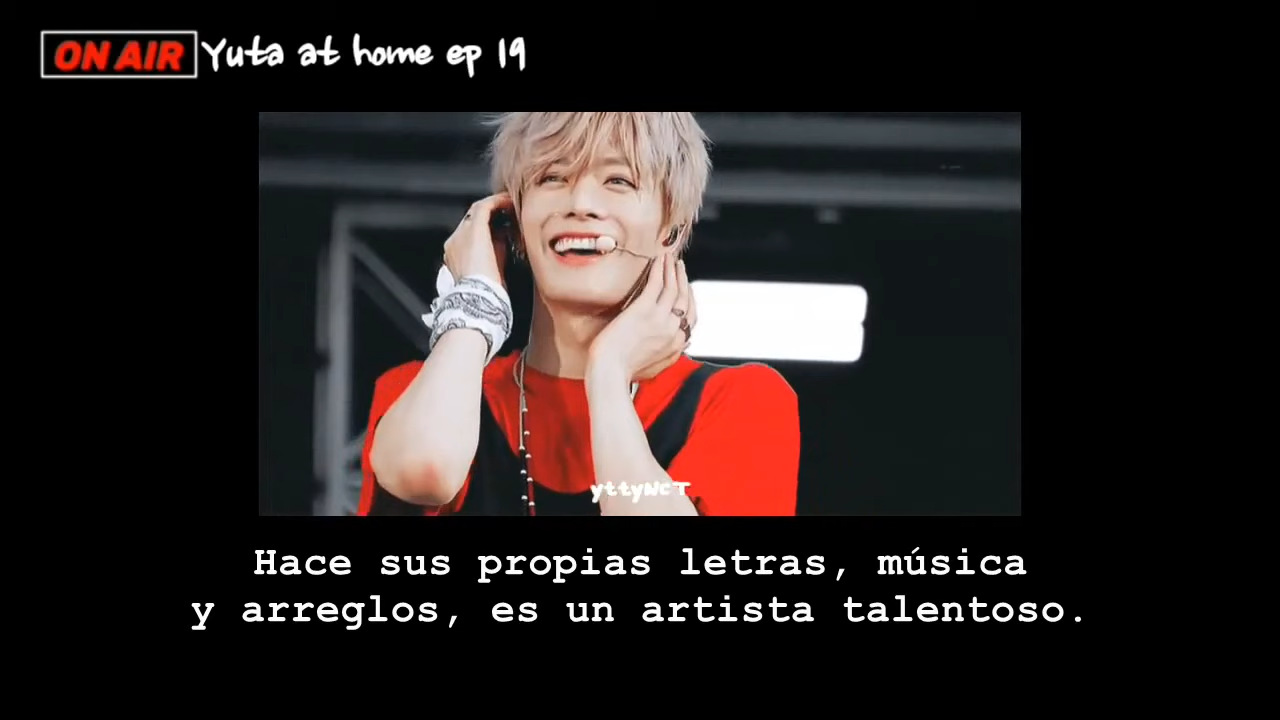 ON AIR Yuta at home ep 19
yttyNCT
Hace sus propias letras, música
y arreglos, es un artista talentoso.